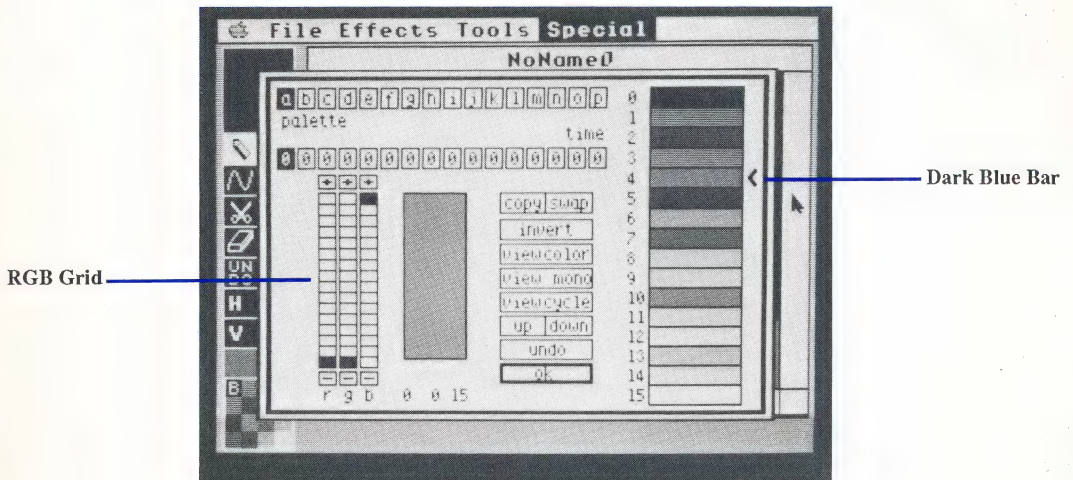 File Effects Tools Special
NoName0
a b c d e f g h i j k l m n o p
palette
time
0 0 0 0 0 0 0 0 0 0 0 0 0 0 0 0
copy swap
invert
viewcolor
view mono
viewcycle
up down
undo
ok
+ + +
- - -
r g b
0 0 15
0
1
2
3
4
5
6
7
8
9
10
11
12
13
14
15
UN
DO
H
V
B
RGB Grid
Dark Blue Bar